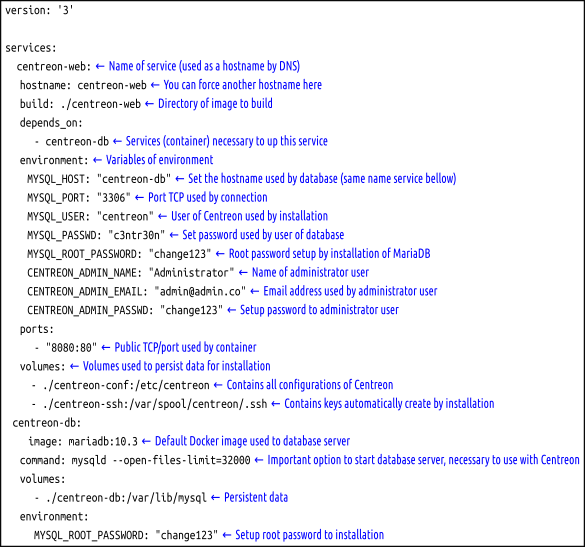 version: '3'
services:
centreon-web: ← Name of service (used as a hostname by DNS)
hostname: centreon-web ← You can force another hostname here
build: ./centreon-web ← Directory of image to build
depends_on:
- centreon-db ← Services (container) necessary to up this service
environment: ← Variables of environment
MYSQL_HOST: "centreon-db" ← Set the hostname used by database (same name service bellow)
MYSQL_PORT: "3306" ← Port TCP used by connection
MYSQL_USER: "centreon" ← User of Centreon used by installation
MYSQL_PASSWD: "c3ntr30n" ← Set password used by user of database
MYSQL_ROOT_PASSWORD: "change123" ← Root password setup by installation of MariaDB
CENTREON_ADMIN_NAME: "Administrator" ← Name of administrator user
CENTREON_ADMIN_EMAIL: "admin@admin.co" ← Email address used by administrator user
CENTREON_ADMIN_PASSWD: "change123" ← Setup password to administrator user
ports:
- "8080:80" ← Public TCP/port used by container
volumes: ← Volumes used to persist data for installation
- ./centreon-conf:/etc/centreon ← Contains all configurations of Centreon
- ./centreon-ssh:/var/spool/centreon/.ssh ← Contains keys automatically create by installation
centreon-db:
image: mariadb:10.3 ← Default Docker image used to database server
command: mysqld --open-files-limit=32000 ← Important option to start database server, necessary to use with Centreon
volumes:
- ./centreon-db:/var/lib/mysql ← Persistent data
environment:
MYSQL_ROOT_PASSWORD: "change123" ← Setup root password to installation